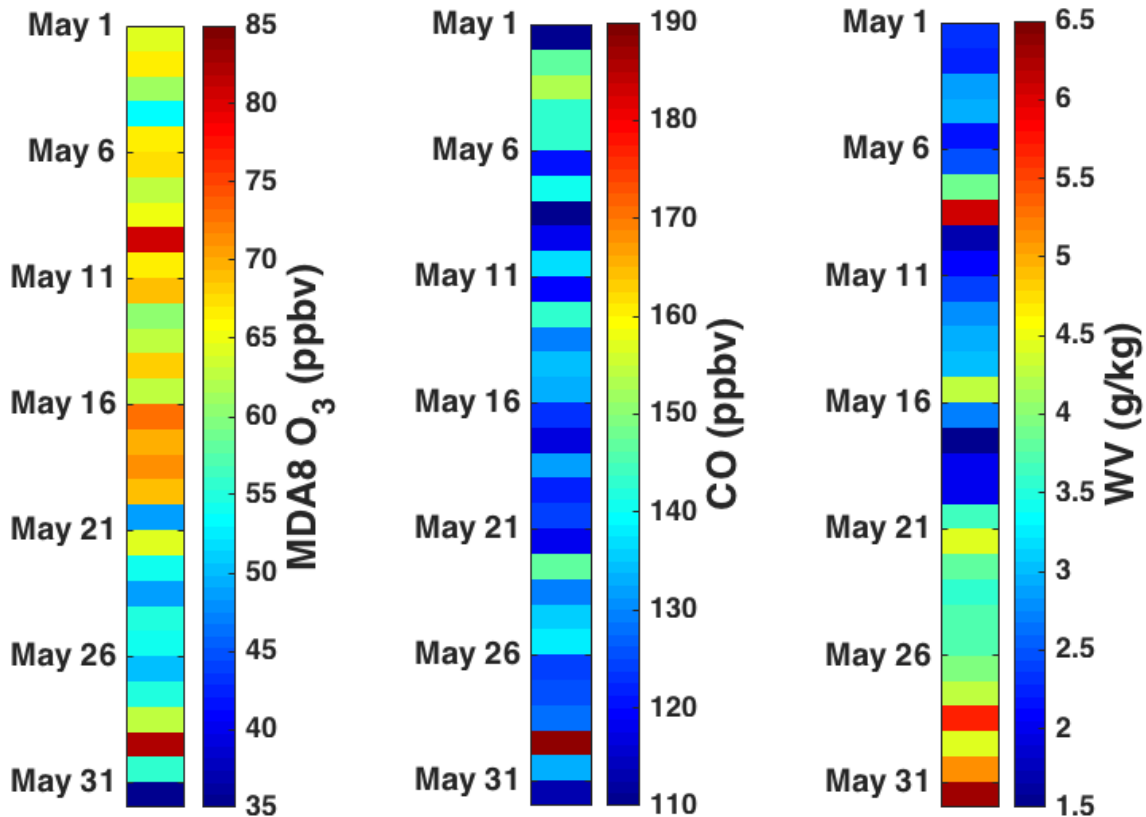 May 1
May 6
May 11
May 16
May 21
May 26
May 31
85
80
75
70
65
60
55
50
45
40
35
MDA8 O3 (ppbv)
May 1
May 6
May 11
May 16
May 21
May 26
May 31
190
180
170
160
150
140
130
120
110
CO (ppbv)
May 1
May 6
May 11
May 16
May 21
May 26
May 31
6.5
6
5.5
5
4.5
4
3.5
3
2.5
2
1.5
WV (g/kg)